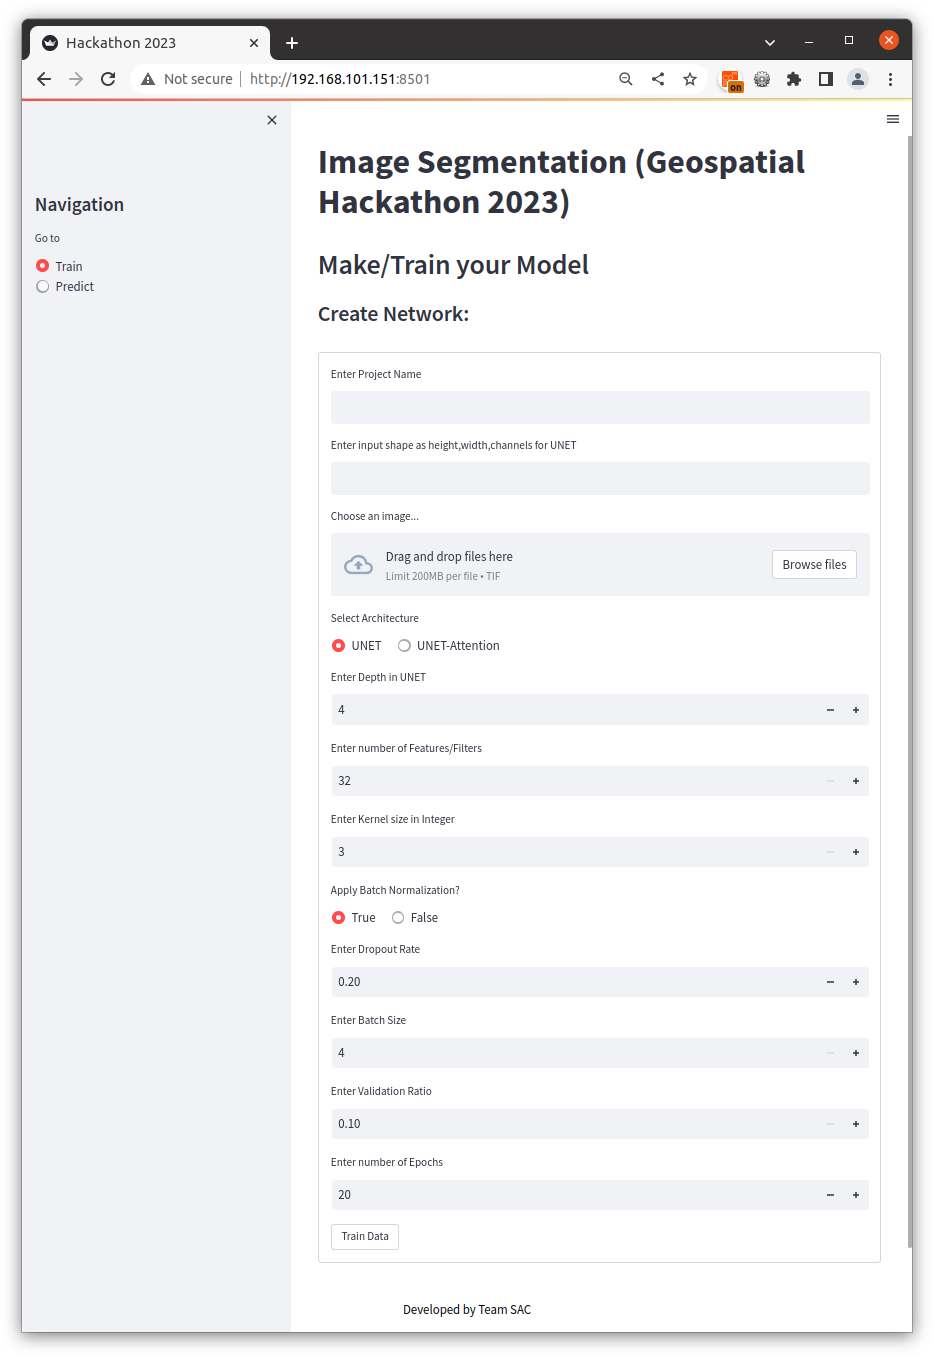 Hackathon 2023
Not secure
http://192.168.101.151:8501
on
Navigation
Go to
Train
Predict
Image Segmentation (Geospatial
Hackathon 2023)
Make/Train your Model
Create Network:
Enter Project Name
Enter input shape as height,width,channels for UNET
Choose an image...
Drag and drop files here
Limit 200MB per file • TIF
Browse files
Select Architecture
UNET
UNET-Attention
Enter Depth in UNET
4
Enter number of Features/Filters
32
Enter Kernel size in Integer
3
Apply Batch Normalization?
True
False
Enter Dropout Rate
0.20
Enter Batch Size
4
Enter Validation Ratio
0.10
Enter number of Epochs
20
Train Data
Developed by Team SAC